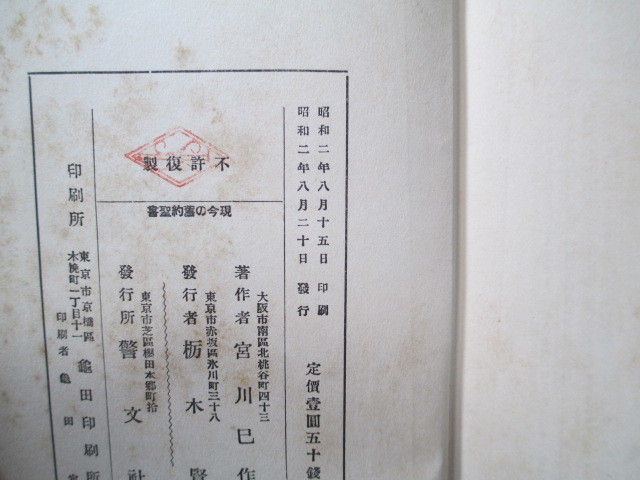 昭和二年八月十五日 印刷
昭和二年八月二十日 發行
定價壹圓五十錢
不許復製
現今の舊約聖書
大阪市南區北桃谷町四十三
著作者 宮川巳作
東京市赤坂區氷川町三十八
發行者 栃木
東京市芝區櫻田本鄕町拾
發行所 警文社
印刷所
東京市京橋區
木挽町一丁目十一
龜田印刷所
印刷者 龜田